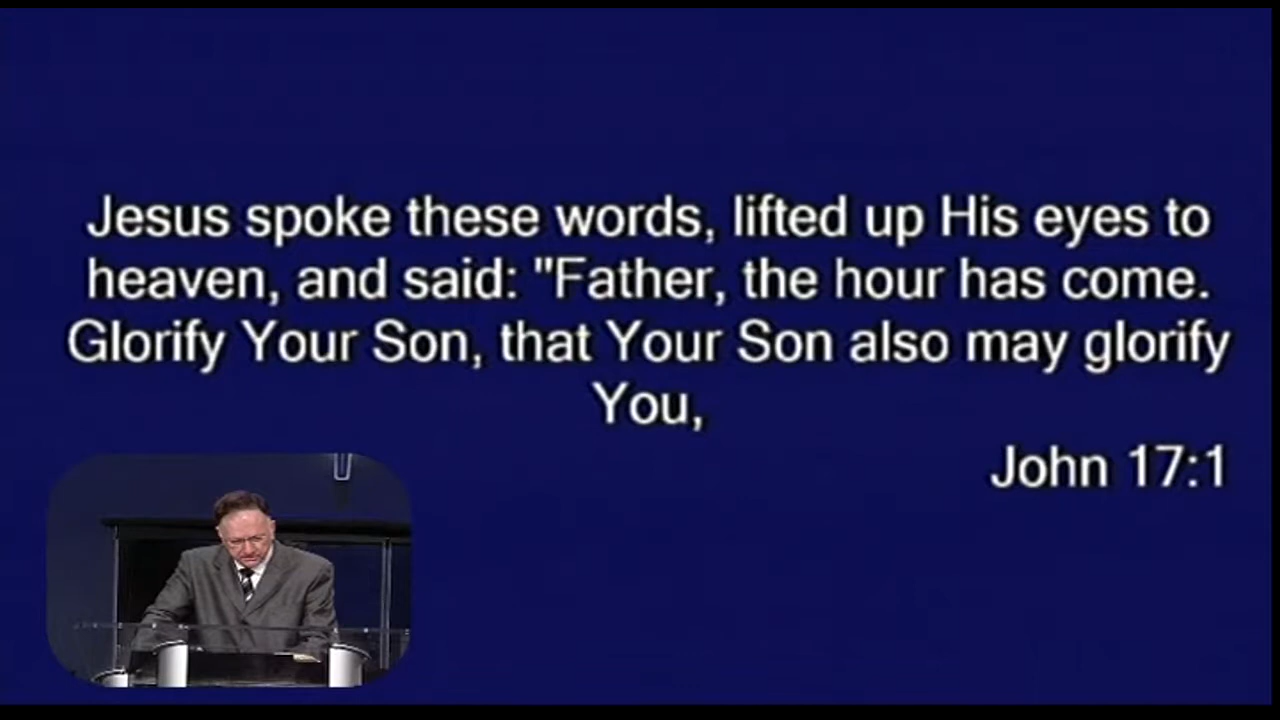 Jesus spoke these words, lifted up His eyes to
heaven, and said: "Father, the hour has come.
Glorify Your Son, that Your Son also may glorify
You,
John 17:1